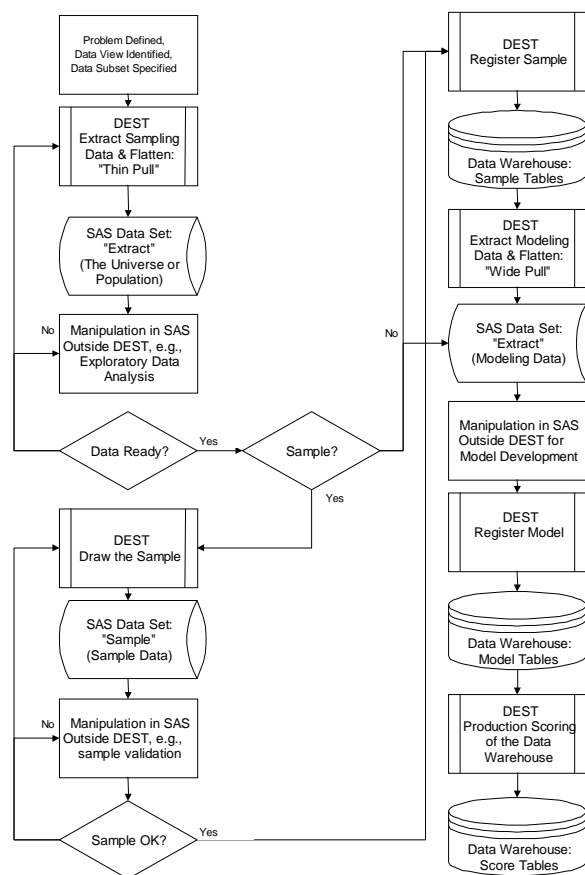 Problem Defined,
Data View Identified,
Data Subset Specified
DEST
Extract Sampling
Data & Flatten:
"Thin Pull"
SAS Data Set:
"Extract"
(The Universe or
Population)
No
Manipulation in SAS
Outside DEST, e.g.,
Exploratory Data
Analysis
Data Ready?
Yes
Sample?
No
Yes
DEST
Draw the Sample
SAS Data Set:
"Sample"
(Sample Data)
No
Manipulation in SAS
Outside DEST, e.g.,
sample validation
Sample OK?
Yes
DEST
Register Sample
Data Warehouse:
Sample Tables
DEST
Extract Modeling
Data & Flatten:
"Wide Pull"
SAS Data Set:
"Extract"
(Modeling Data)
Manipulation in SAS
Outside DEST for
Model Development
DEST
Register Model
Data Warehouse:
Model Tables
DEST
Production Scoring
of the Data
Warehouse
Data Warehouse:
Score Tables